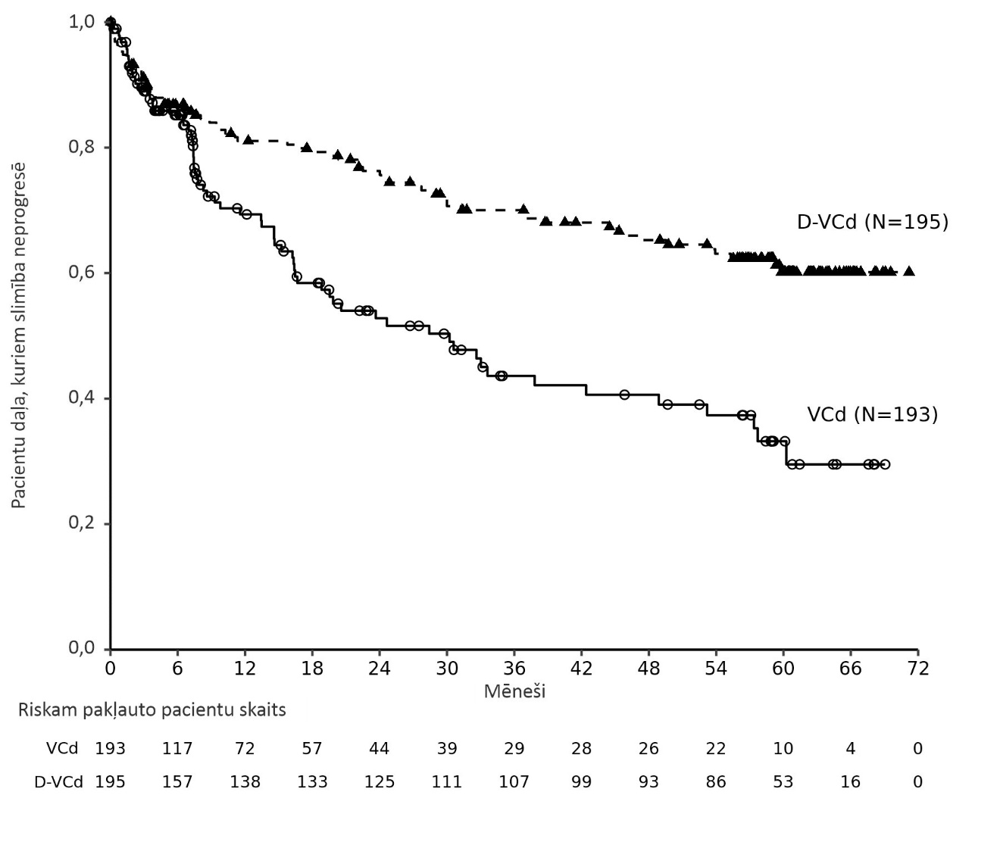 Pacientu daļa, kuriem slimība neprogresē
1,0
0,8
0,6
0,4
0,2
0,0
D-VCd (N=195)
VCd (N=193)
0 6 12 18 24 30 36 42 48 54 60 66 72
Mēneši
Riskam pakļauto pacientu skaits
VCd 193 117 72 57 44 39 29 28 26 22 10 4 0
D-VCd 195 157 138 133 125 111 107 99 93 86 53 16 0